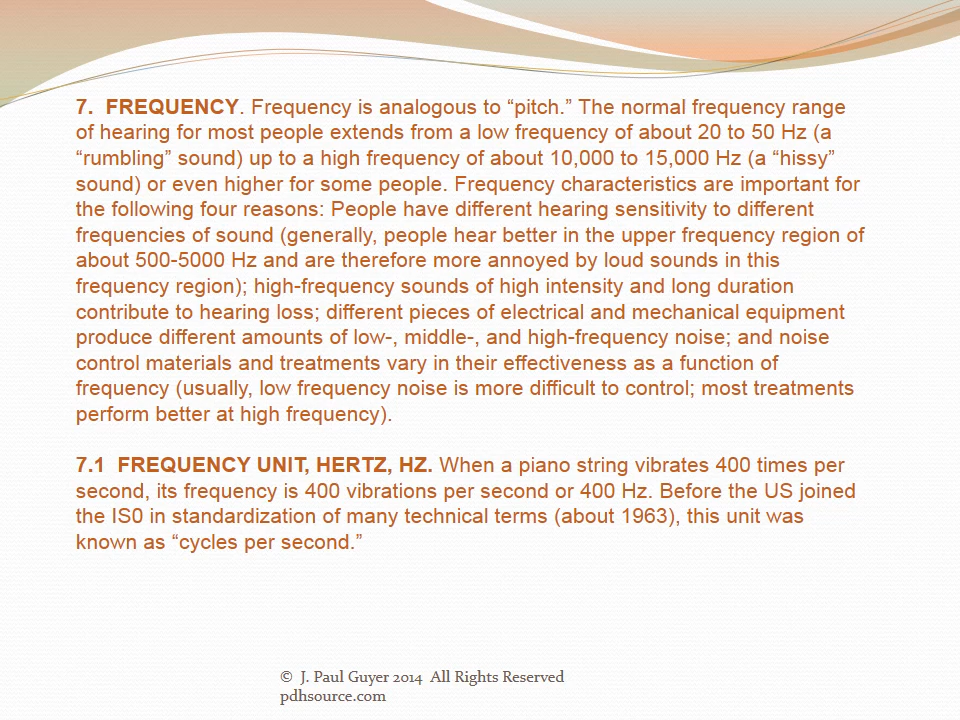 7.  FREQUENCY. Frequency is analogous to “pitch.” The normal frequency range
of hearing for most people extends from a low frequency of about 20 to 50 Hz (a
“rumbling” sound) up to a high frequency of about 10,000 to 15,000 Hz (a “hissy”
sound) or even higher for some people. Frequency characteristics are important for
the following four reasons: People have different hearing sensitivity to different
frequencies of sound (generally, people hear better in the upper frequency region of
about 500-5000 Hz and are therefore more annoyed by loud sounds in this
frequency region); high-frequency sounds of high intensity and long duration
contribute to hearing loss; different pieces of electrical and mechanical equipment
produce different amounts of low-, middle-, and high-frequency noise; and noise
control materials and treatments vary in their effectiveness as a function of
frequency (usually, low frequency noise is more difficult to control; most treatments
perform better at high frequency).
7.1  FREQUENCY UNIT, HERTZ, HZ. When a piano string vibrates 400 times per
second, its frequency is 400 vibrations per second or 400 Hz. Before the US joined
the IS0 in standardization of many technical terms (about 1963), this unit was
known as “cycles per second.”
©  J. Paul Guyer 2014  All Rights Reserved
pdhsource.com